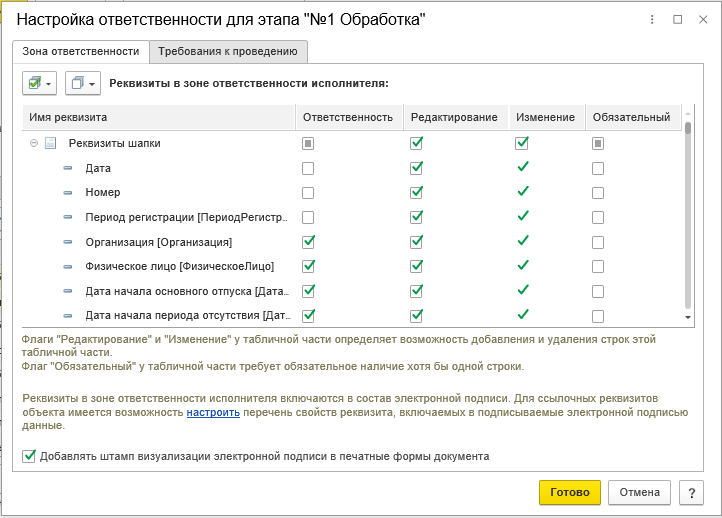 Настройка ответственности для этапа "№1 Обработка"
Зона ответственности
Требования к проведению
Реквизиты в зоне ответственности исполнителя:
Имя реквизита Ответственность Редактирование Изменение Обязательный
Реквизиты шапки
Дата
Номер
Период регистрации [ПериодРегистр..
Организация [Организация]
Физическое лицо [ФизическоеЛицо]
Дата начала основного отпуска [Дата..
Дата начала периода отсутствия [Дат..
Флаги "Редактирование" и "Изменение" у табличной части определяет возможность добавления и удаления строк этой
табличной части.
Флаг "Обязательный" у табличной части требует обязательное наличие хотя бы одной строки.
Реквизиты в зоне ответственности исполнителя включаются в состав электронной подписи. Для ссылочных реквизитов
объекта имеется возможность настроить перечень свойств реквизита, включаемых в подписываемые электронной подписью
данные.
Добавлять штамп визуализации электронной подписи в печатные формы документа
Готово Отмена ?